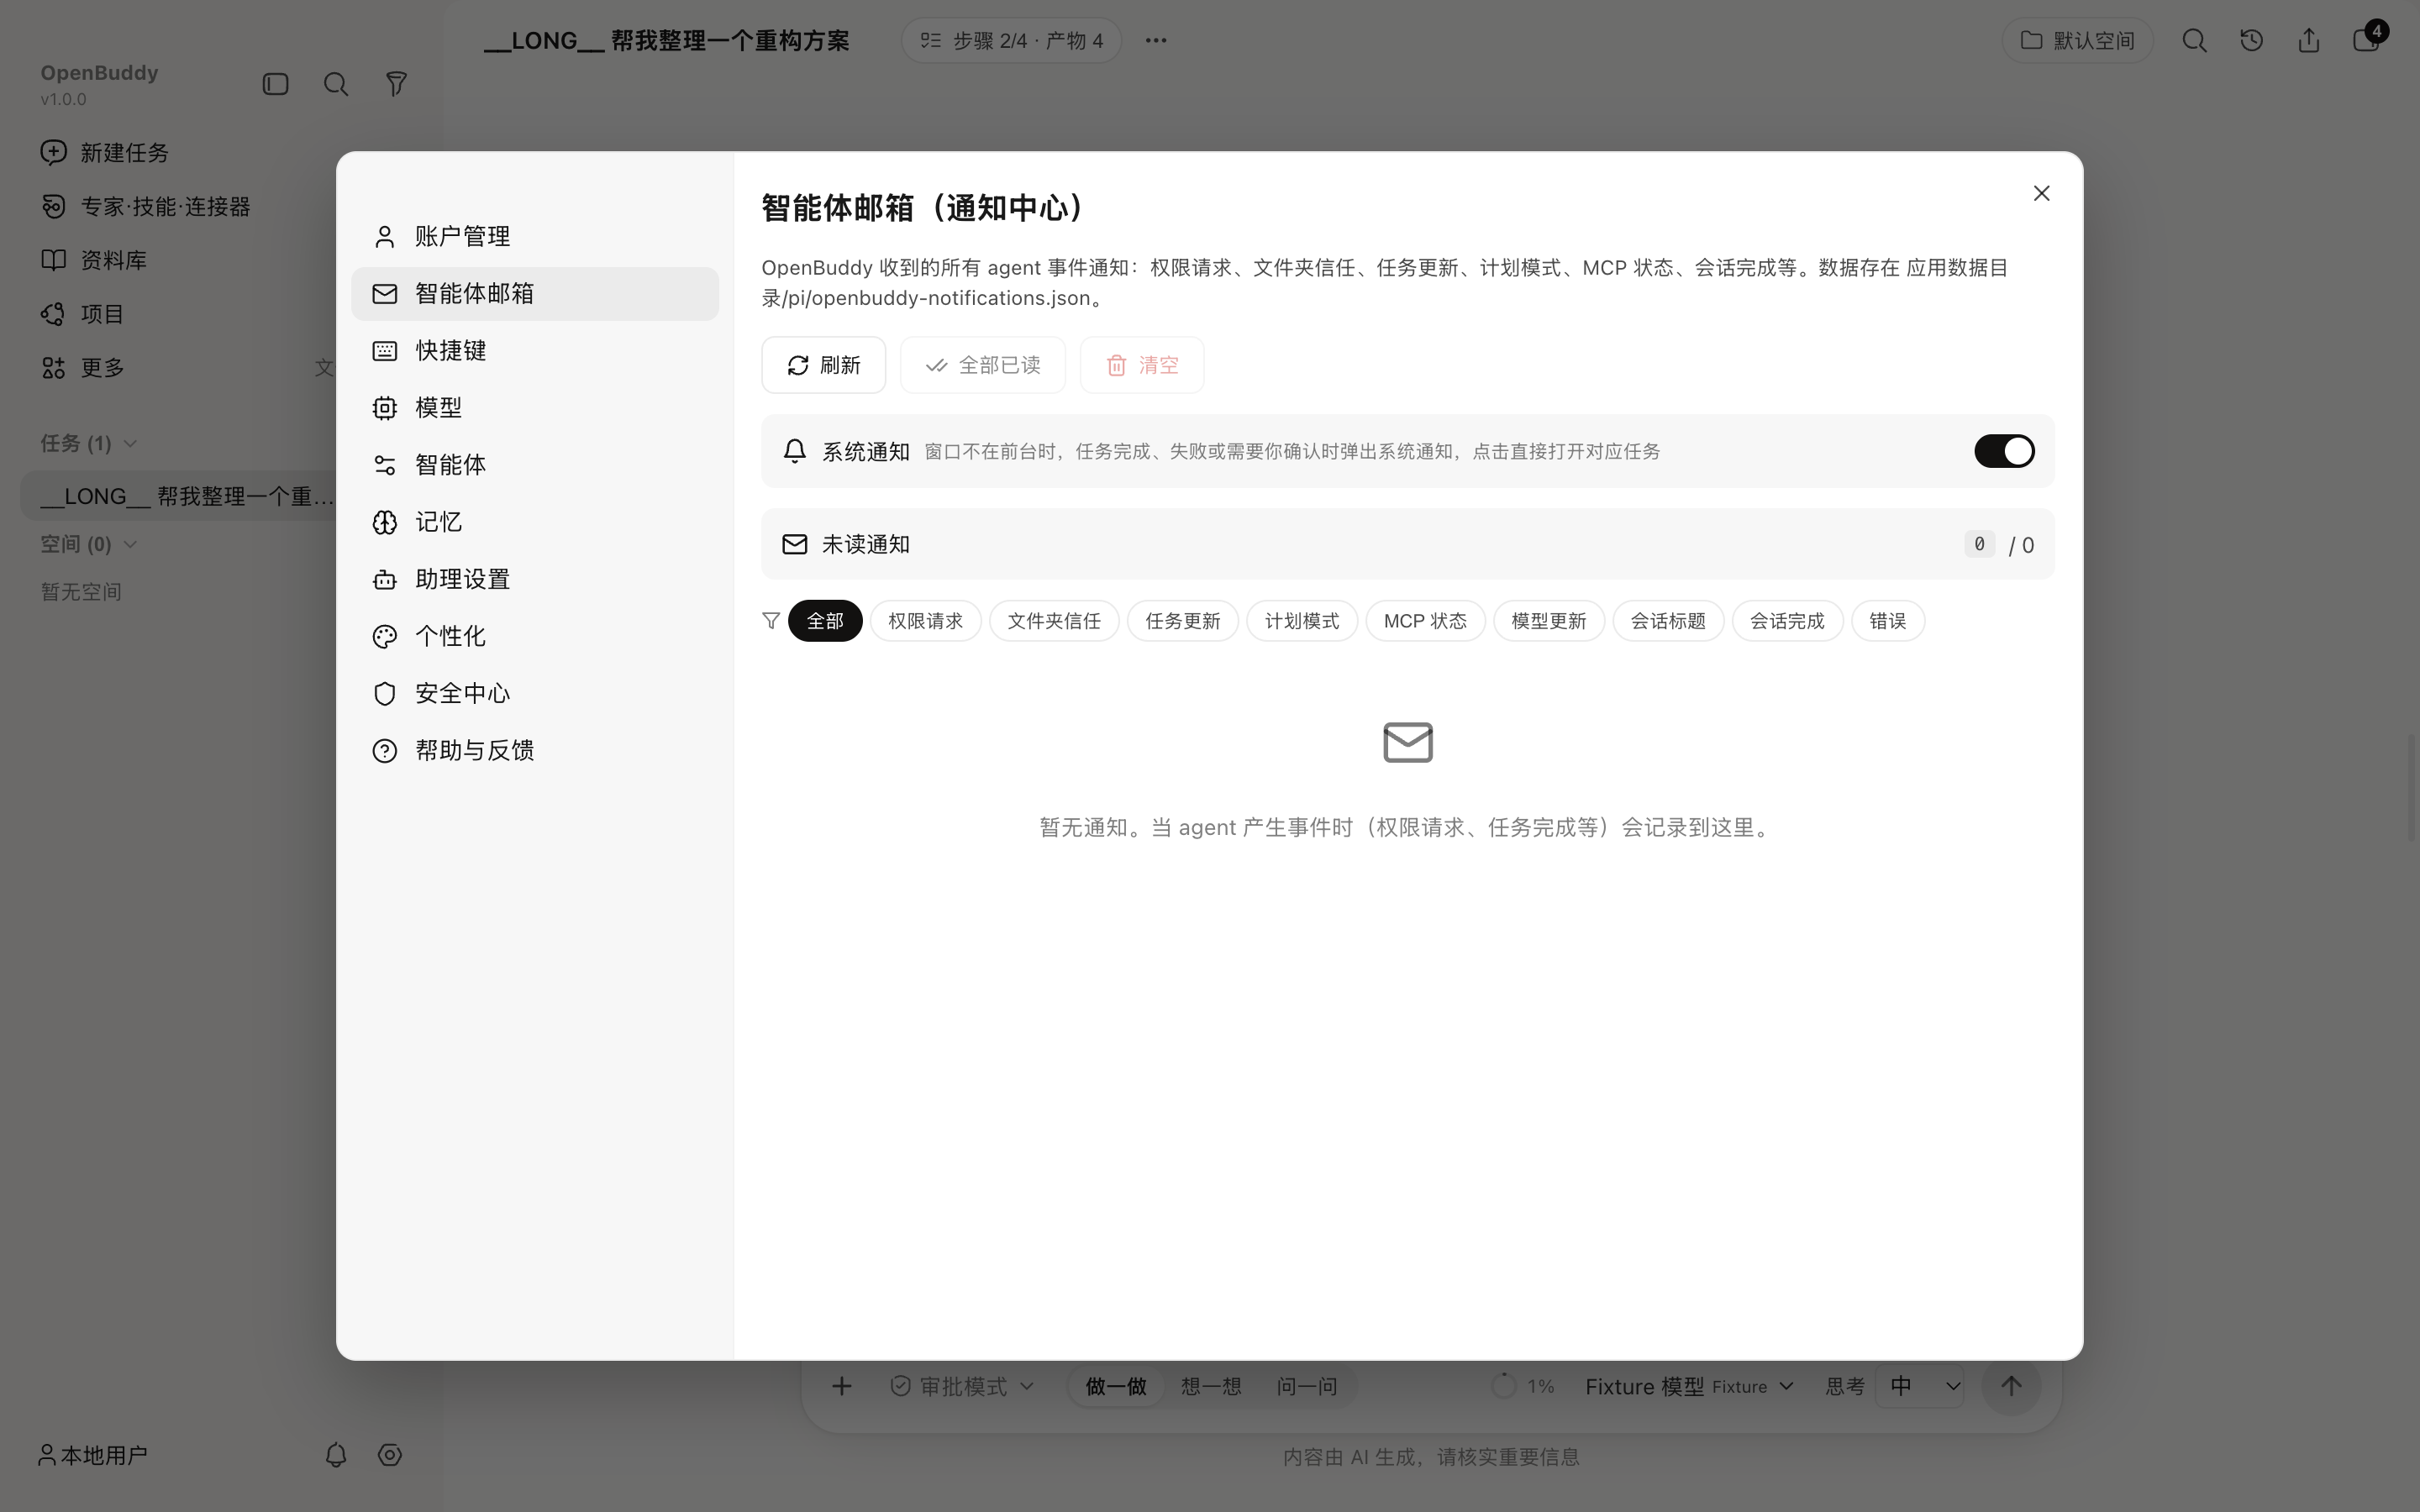 OpenBuddy
v1.0.0
新建任务
专家·技能·连接器
资料库
项目
更多
文
任务 (1)
__LONG__ 帮我整理一个重…
空间 (0)
暂无空间
本地用户
__LONG__ 帮我整理一个重构方案
步骤 2/4 · 产物 4
默认空间
4
账户管理
智能体邮箱
快捷键
模型
智能体
记忆
助理设置
个性化
安全中心
帮助与反馈
智能体邮箱（通知中心）
OpenBuddy 收到的所有 agent 事件通知：权限请求、文件夹信任、任务更新、计划模式、MCP 状态、会话完成等。数据存在 应用数据目
录/pi/openbuddy-notifications.json。
刷新 全部已读 清空
系统通知 窗口不在前台时，任务完成、失败或需要你确认时弹出系统通知，点击直接打开对应任务
未读通知 0 / 0
全部 权限请求 文件夹信任 任务更新 计划模式 MCP 状态 模型更新 会话标题 会话完成 错误
暂无通知。当 agent 产生事件时（权限请求、任务完成等）会记录到这里。
审批模式 做一做 想一想 问一问 1% Fixture 模型 Fixture 思考 中
内容由 AI 生成，请核实重要信息